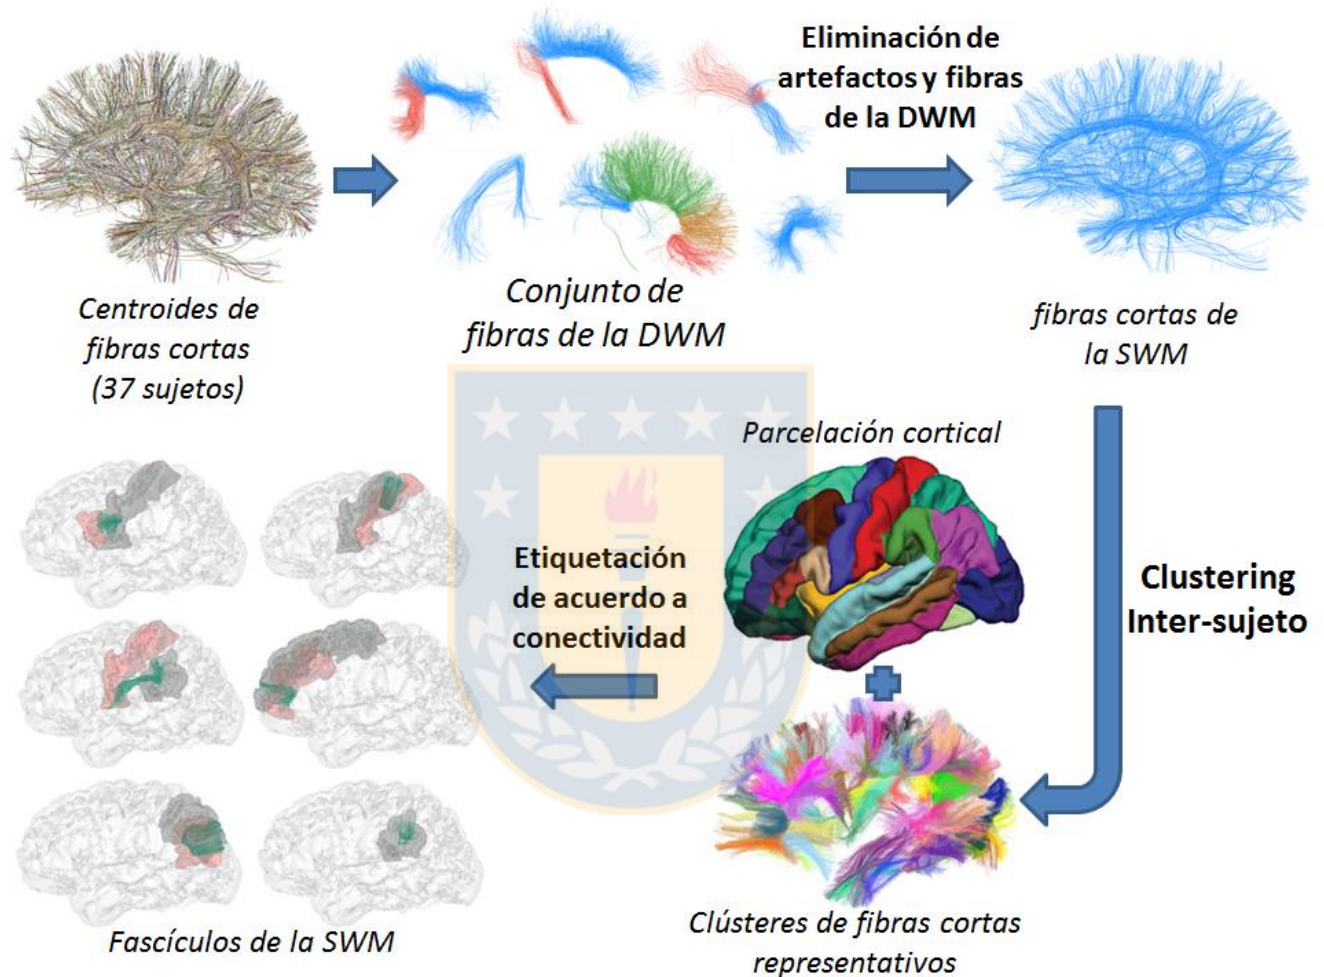 Eliminación de
artefactos y fibras
de la DWM
Centroides de
fibras cortas
(37 sujetos)
Conjunto de
fibras de la DWM
fibras cortas de
la SWM
Parcelación cortical
Clustering
Inter-sujeto
Etiquetación
de acuerdo a
conectividad
Clústeres de fibras cortas
representativos
Fascículos de la SWM